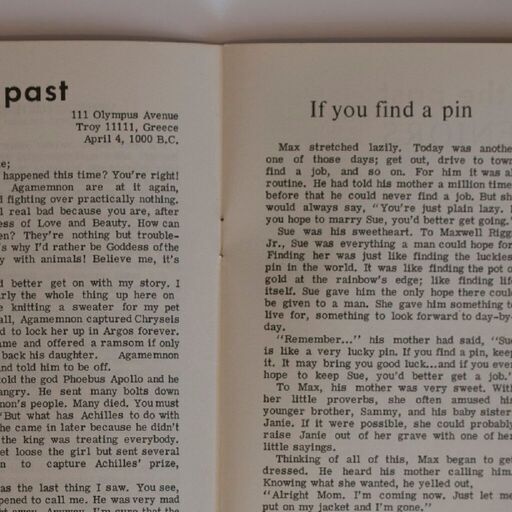 past
111 Olympus Avenue
Troy 11111, Greece
April 4, 1000 B.C.
happened this time? You're right!
Agamemnon are at it again,
fighting over practically nothing.
real bad because you are, after
ess of Love and Beauty. How can
en? They're nothing but trouble-
's why I'd rather be Goddess of the
y with animals! Believe me, it's
d better get on with my story. I
arly the whole thing up here on
e knitting a sweater for my pet
all, Agamemnon captured Chrysels
d to lock her up in Argos forever.
ame and offered a ransom if only
back his daughter. Agamemnon
and told him to be off.
told the god Phoebus Apollo and he
angry. He sent many bolts down
mnon's people. Many died. You must
"But what has Achilles to do with
he came in later because he didn't
the king was treating everybody.
et loose the girl but sent several
n to capture Achilles' prize,
as the last thing I saw. You see,
pened to call me. He was very mad
If you find a pin
Max stretched lazily. Today was another
one of those days; get out, drive to town
find a job, and so on. For him it was al
routine. He had told his mother a million time
before that he could never find a job. But sh
would always say, "You're just plain lazy. I
you hope to marry Sue, you'd better get going."
Sue was his sweetheart. To Maxwell Rigg
Jr., Sue was everything a man could hope for
Finding her was just like finding the luckies
pin in the world. It was like finding the pot o
gold at the rainbow's edge; like finding life
itself. Sue gave him the only hope there could
be given to a man. She gave him something to
live for, something to look forward to day-by-
day.
"Remember..." his mother had said, "Sue
is like a very lucky pin. If you find a pin, keep
it. It may bring you good luck...and if you ever
hope to keep Sue, you'd better get a job."
To Max, his mother was very sweet. With
her little proverbs, she often amused his
younger brother, Sammy, and his baby sister
Janie. If it were possible, she could probably
raise Janie out of her grave with one of her
little sayings.
Thinking all of this, Max began to get
dressed. He heard his mother calling him.
Knowing what she wanted, he yelled out,
"Alright Mom. I'm coming now. Just let me
put on my jacket and I'm gone."